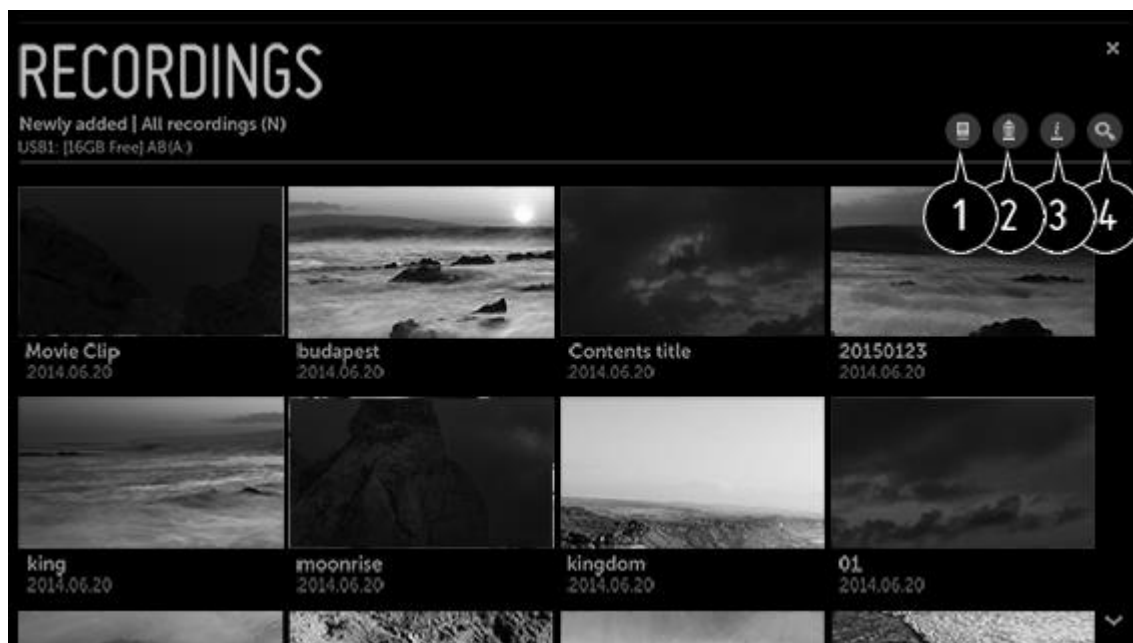 RECORDINGS
Newly added | All recordings (N)
USB1: [16GB Free] AB(A:)
1 2 3 4
Movie Clip budapest Contents title 20150123
2014.06.20 2014.06.20 2014.06.20 2014.06.20
king moonrise kingdom 01
2014.06.20 2014.06.20 2014.06.20 2014.06.20